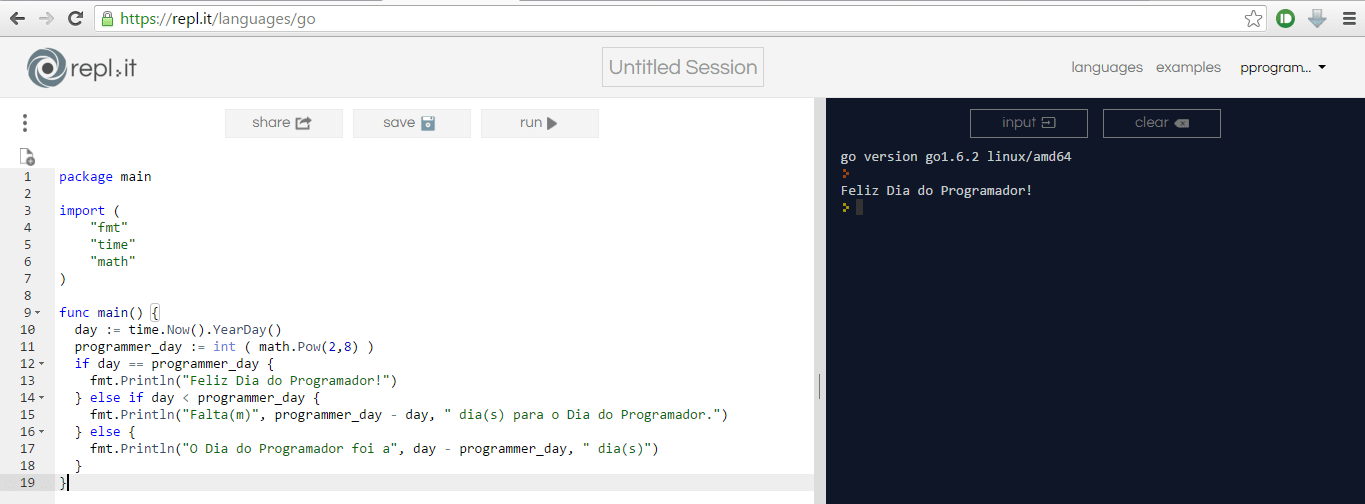 https://repl.it/languages/go
repl.it
Untitled Session
languages examples pprogram...
share save run
input clear
1 package main
2
3 import (
4     "fmt"
5     "time"
6     "math"
7 )
8
9 func main() {
10   day := time.Now().YearDay()
11   programmer_day := int ( math.Pow(2,8) )
12   if day == programmer_day {
13     fmt.Println("Feliz Dia do Programador!")
14   } else if day < programmer_day {
15     fmt.Println("Falta(m)", programmer_day - day, " dia(s) para o Dia do Programador.")
16   } else {
17     fmt.Println("O Dia do Programador foi a", day - programmer_day, " dia(s)")
18   }
19 }
go version go1.6.2 linux/amd64
Feliz Dia do Programador!